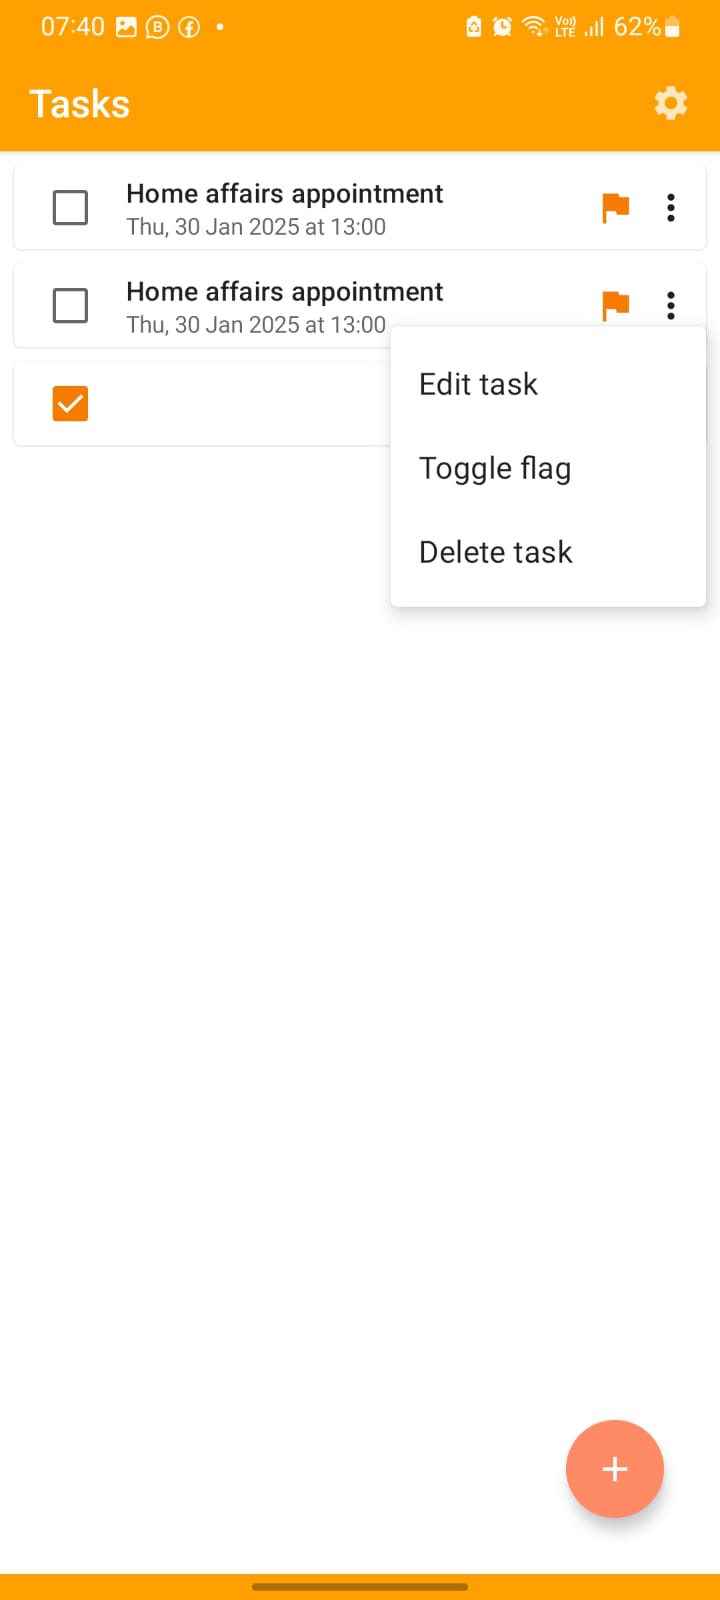 07:40
VoLTE 62%
Tasks
Home affairs appointment
Thu, 30 Jan 2025 at 13:00
Home affairs appointment
Thu, 30 Jan 2025 at 13:00
Edit task
Toggle flag
Delete task